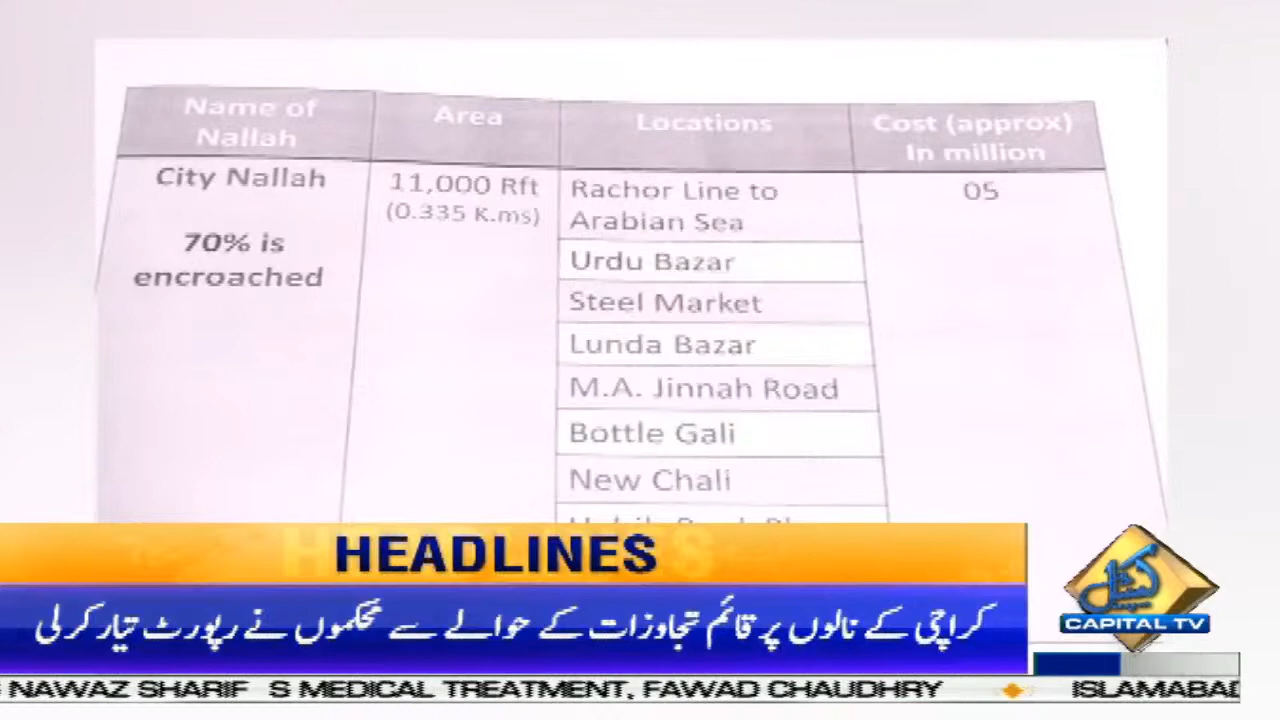 Name of
Nallah
Area
Locations
Cost (approx)
In million
City Nallah
70% is
encroached
11,000 Rft
(0.335 K.ms)
Rachor Line to
Arabian Sea
05
Urdu Bazar
Steel Market
Lunda Bazar
M.A. Jinnah Road
Bottle Gali
New Chali
HEADLINES
کراچی کے نالوں پر قائم تجاوزات کے حوالے سے محکموں نے رپورٹ تیار کرلی
کیپیٹل
CAPITAL TV
NAWAZ SHARIF S MEDICAL TREATMENT, FAWAD CHAUDHRY
ISLAMABAD